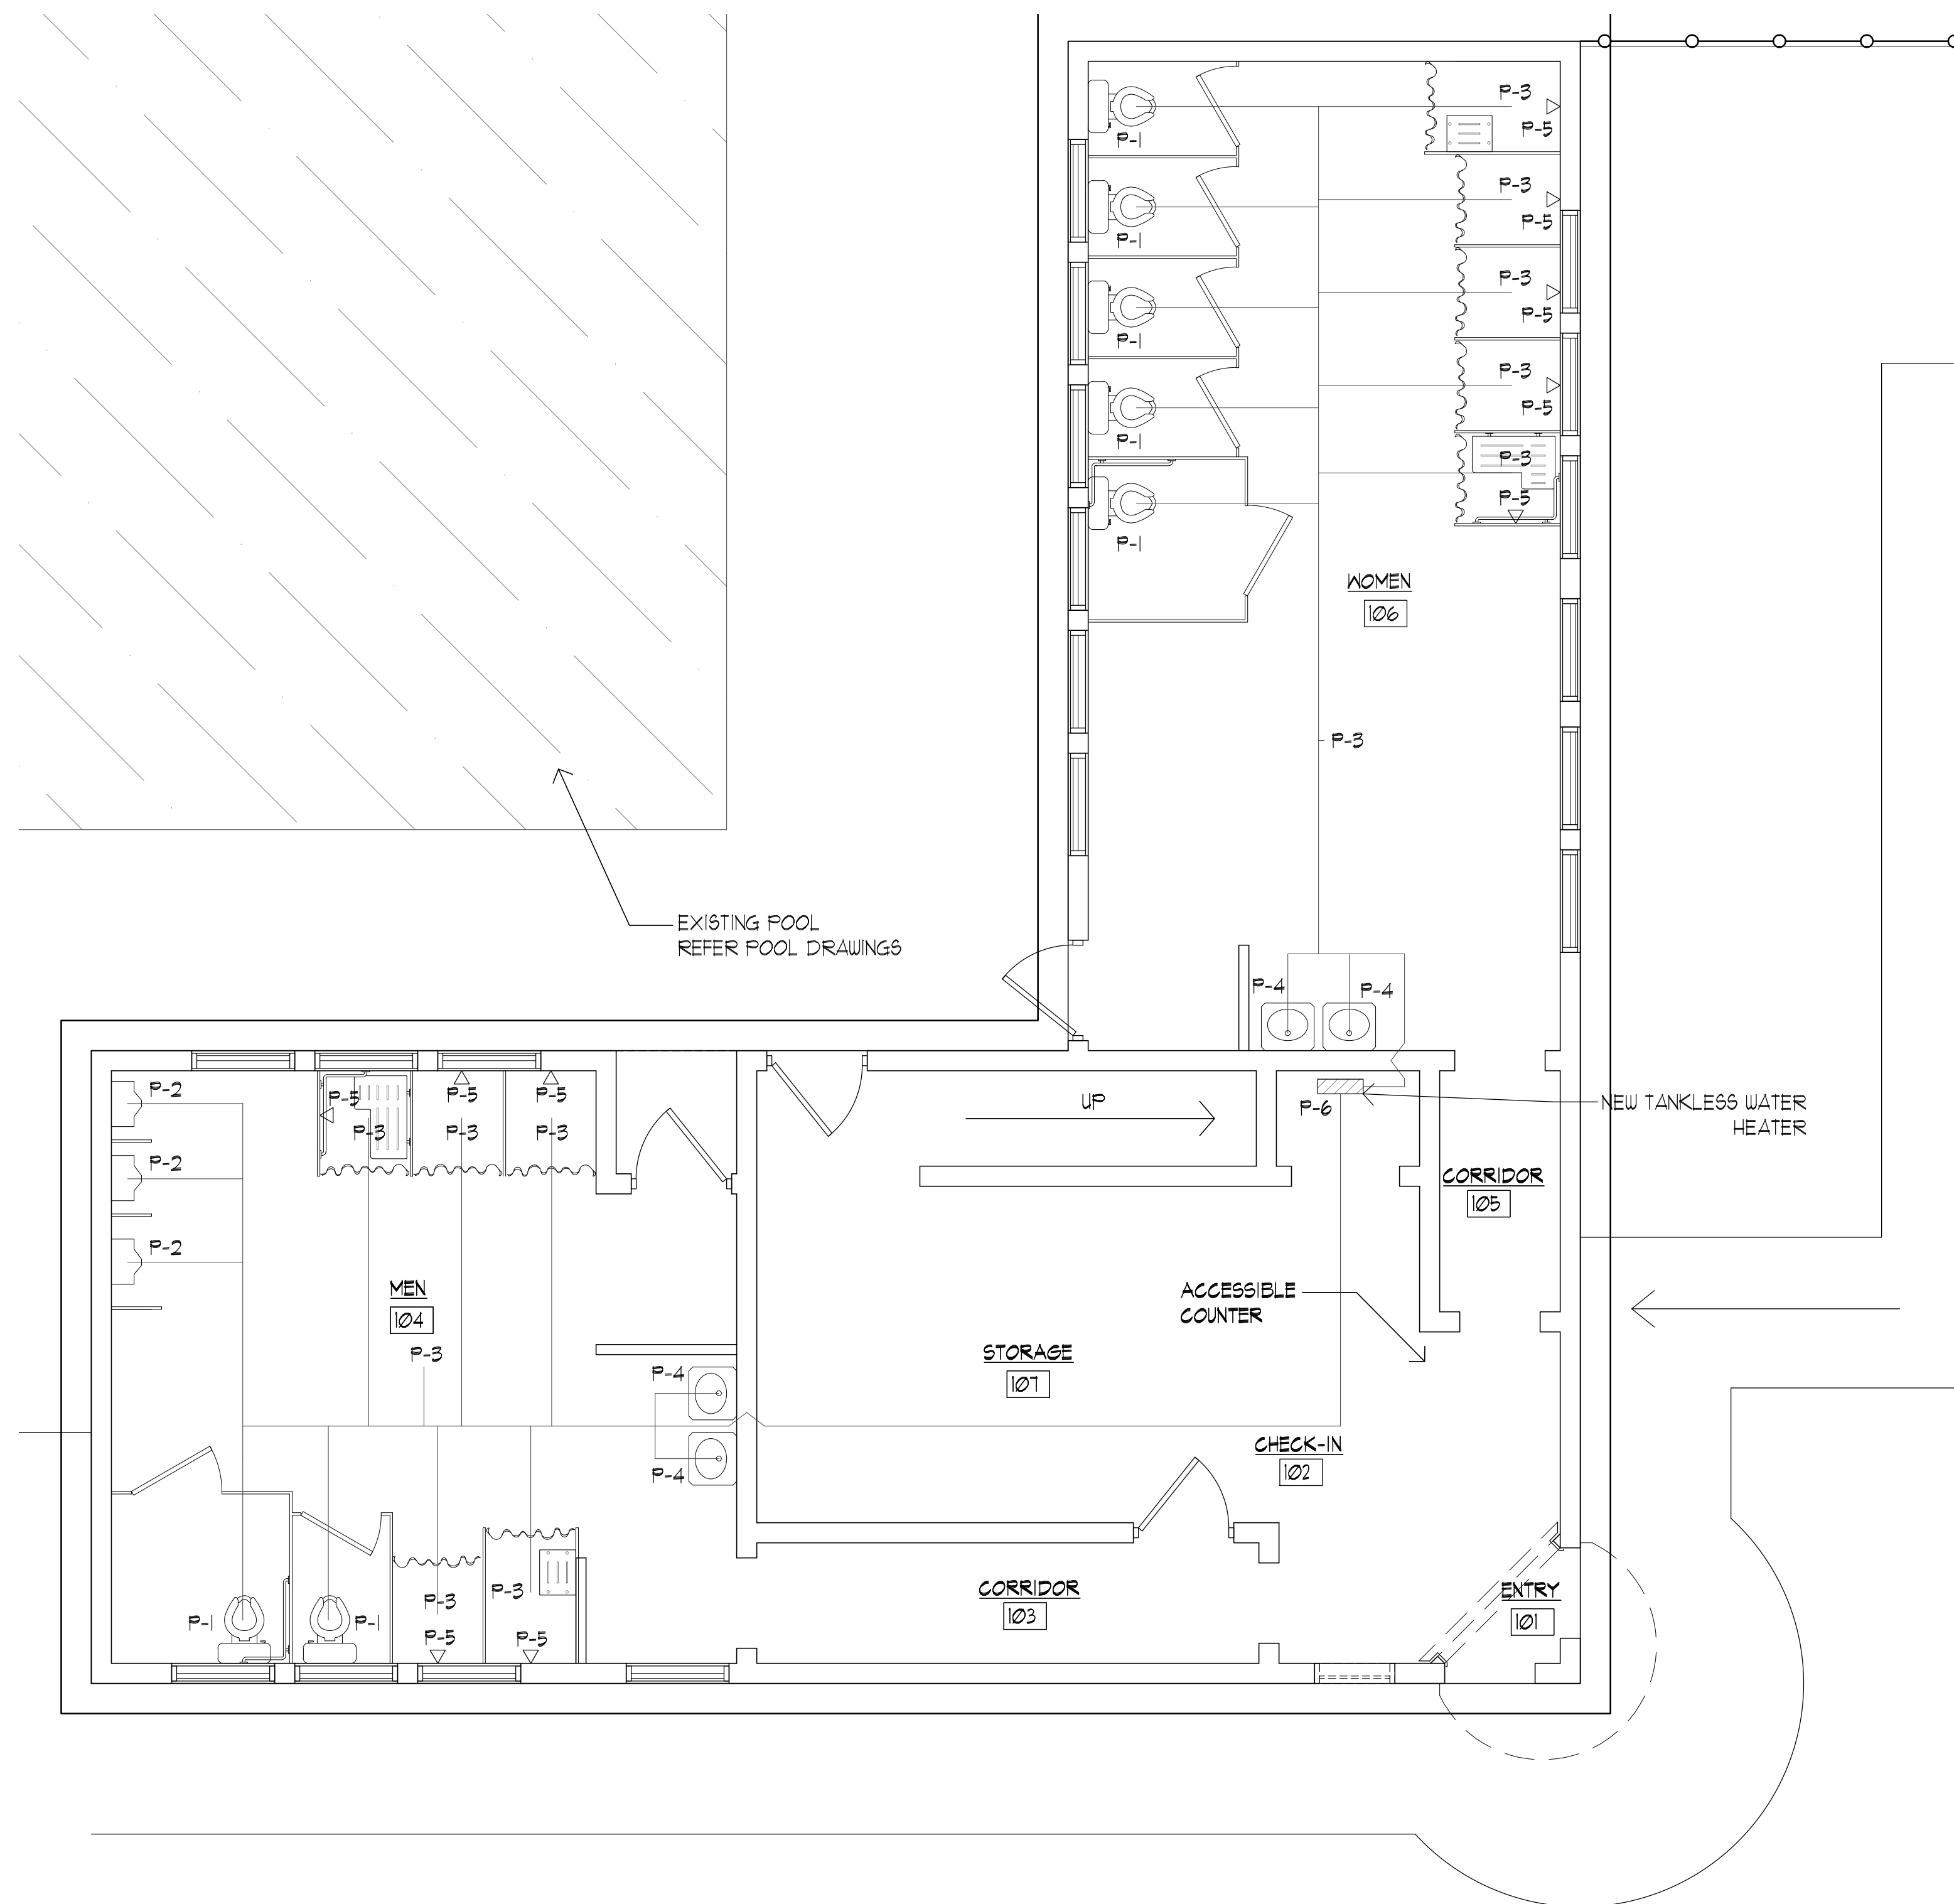 P-3
P-5
P-1
P-3
P-5
P-1
P-3
P-5
P-1
P-3
P-5
P-1
P-3
P-5
P-1
WOMEN
106
P-3
EXISTING POOL
REFER POOL DRAWINGS
P-4
P-4
P-2
P-5
P-5
P-5
UP
P-6
NEW TANKLESS WATER
HEATER
P-3
P-3
P-3
P-2
CORRIDOR
105
P-2
MEN
104
ACCESSIBLE
COUNTER
P-3
STORAGE
107
P-4
CHECK-IN
102
P-4
P-3
P-3
CORRIDOR
103
ENTRY
101
P-1
P-1
P-5
P-5